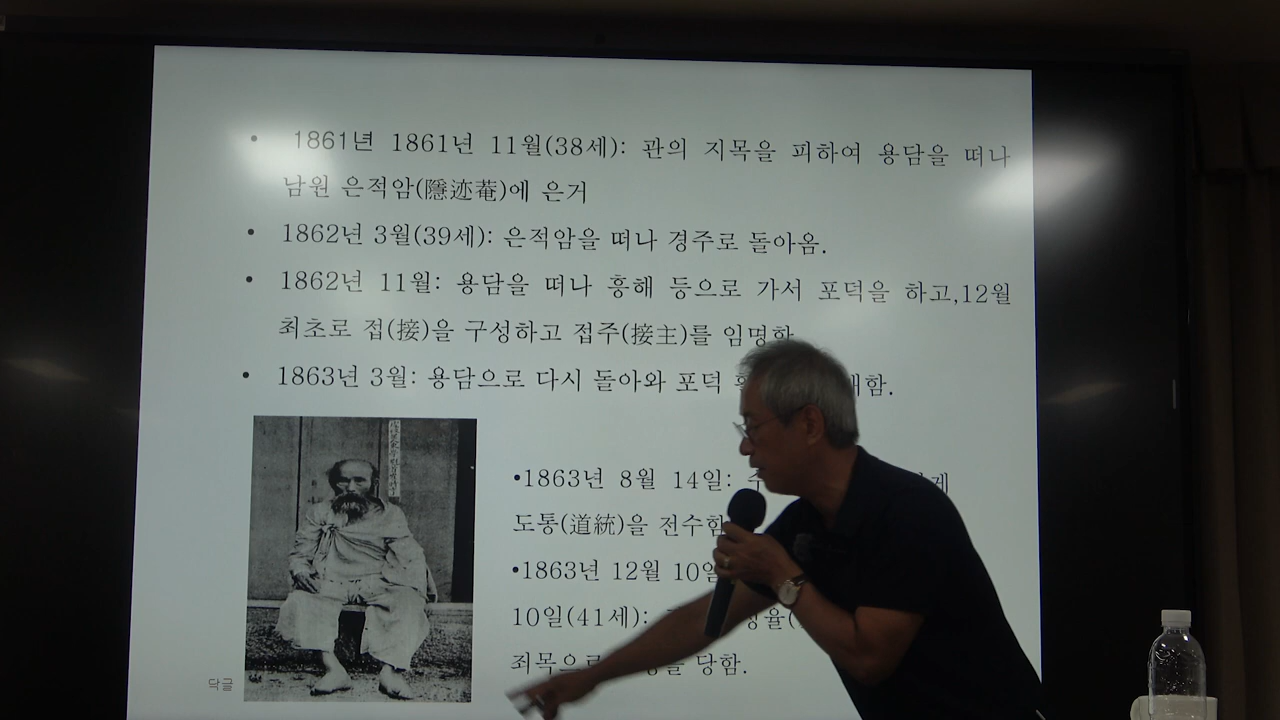 • 1861년 1861년 11월(38세): 관의 지목을 피하여 용담을 떠나
남원 은적암(隱迹菴)에 은거
• 1862년 3월(39세): 은적암을 떠나 경주로 돌아옴.
• 1862년 11월: 용담을 떠나 흥해 등으로 가서 포덕을 하고,12월
최초로 접(接)을 구성하고 접주(接主)를 임명함
• 1863년 3월: 용담으로 다시 돌아와 포덕
•1863년 8월 14일:
도통(道統)을 전수함
•1863년 12월 10일
10일(41세):
죄목으로 당함.
닥글